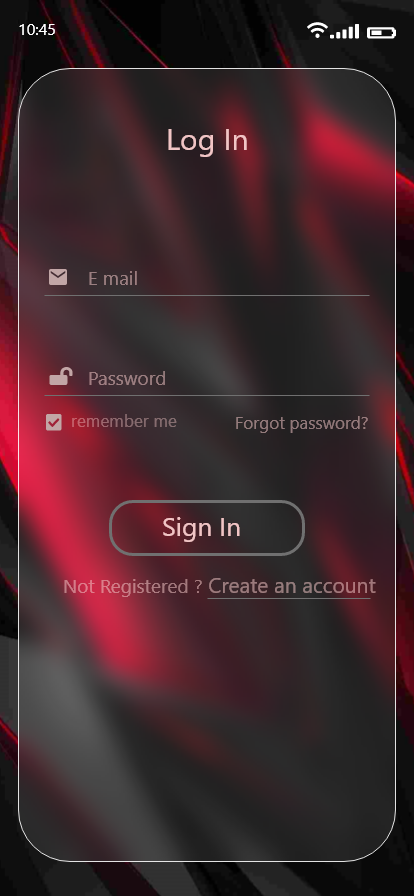 10:45
Log In
E mail
Password
remember me Forgot password?
Sign In
Not Registered ? Create an account